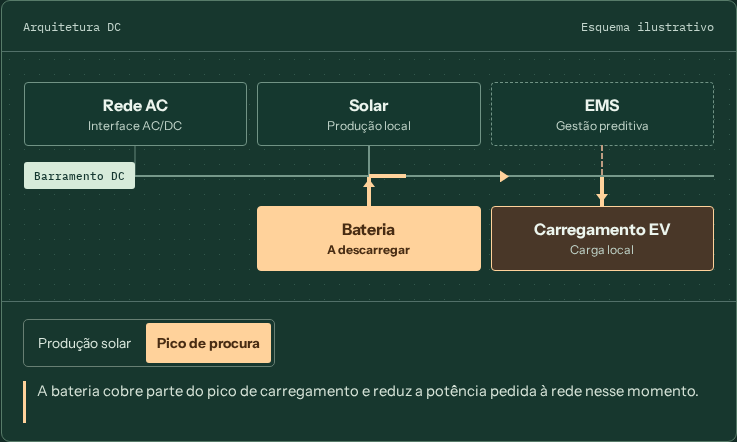 Arquitetura DC
Esquema ilustrativo
Rede AC
Interface AC/DC
Solar
Produção local
EMS
Gestão preditiva
Barramento DC
Bateria
A descarregar
Carregamento EV
Carga local
Produção solar
Pico de procura
A bateria cobre parte do pico de carregamento e reduz a potência pedida à rede nesse momento.